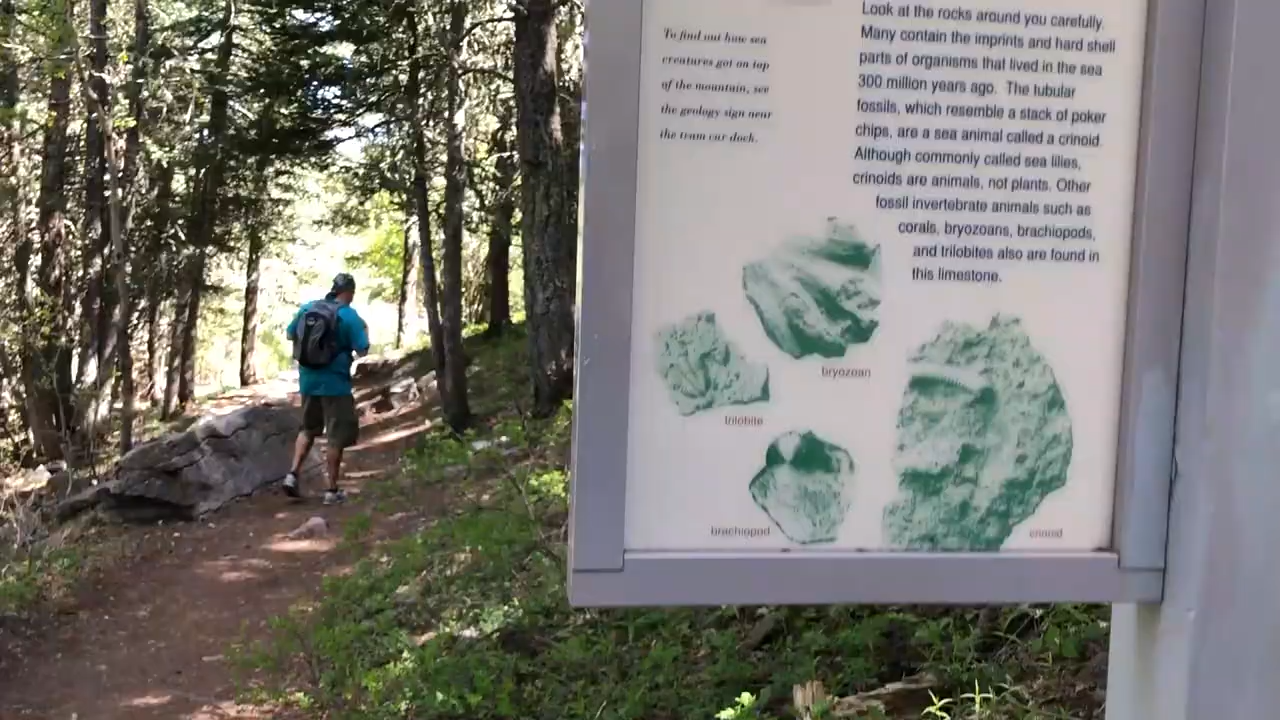 To find out how sea
creatures got on top
of the mountain, see
the geology sign near
the tram car dock.
Look at the rocks around you carefully.
Many contain the imprints and hard shell
parts of organisms that lived in the sea
300 million years ago. The tubular
fossils, which resemble a stack of poker
chips, are a sea animal called a crinoid.
Although commonly called sea lilies,
crinoids are animals, not plants. Other
fossil invertebrate animals such as
corals, bryozoans, brachiopods,
and trilobites also are found in
this limestone.
bryozoan
trilobite
brachiopod
crinoid